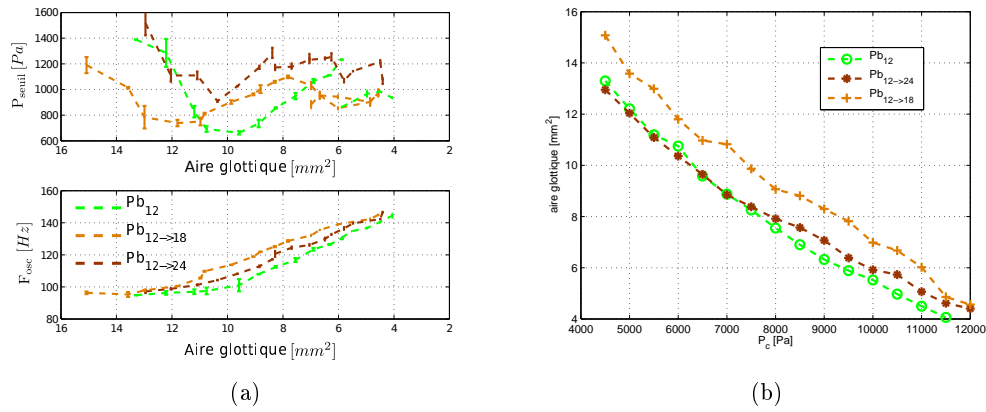 1600
1400
1200
1000
800
600
P_seuil [Pa]
16 14 12 10 8 6 4 2
Aire glottique [mm²]
160
140
120
100
80
F_osc [Hz]
Pb_12
Pb_12->18
Pb_12->24
16 14 12 10 8 6 4 2
Aire glottique [mm²]
(a)
16
14
12
10
8
6
4
aire glottique [mm²]
Pb_12
Pb_12->24
Pb_12->18
4000 5000 6000 7000 8000 9000 10000 11000 12000
P_c [Pa]
(b)